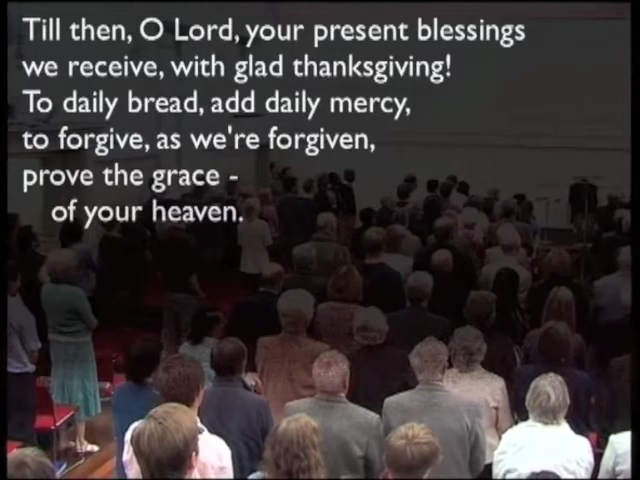 Till then, O Lord, your present blessings
we receive, with glad thanksgiving!
To daily bread, add daily mercy,
to forgive, as we're forgiven,
prove the grace -
of your heaven.